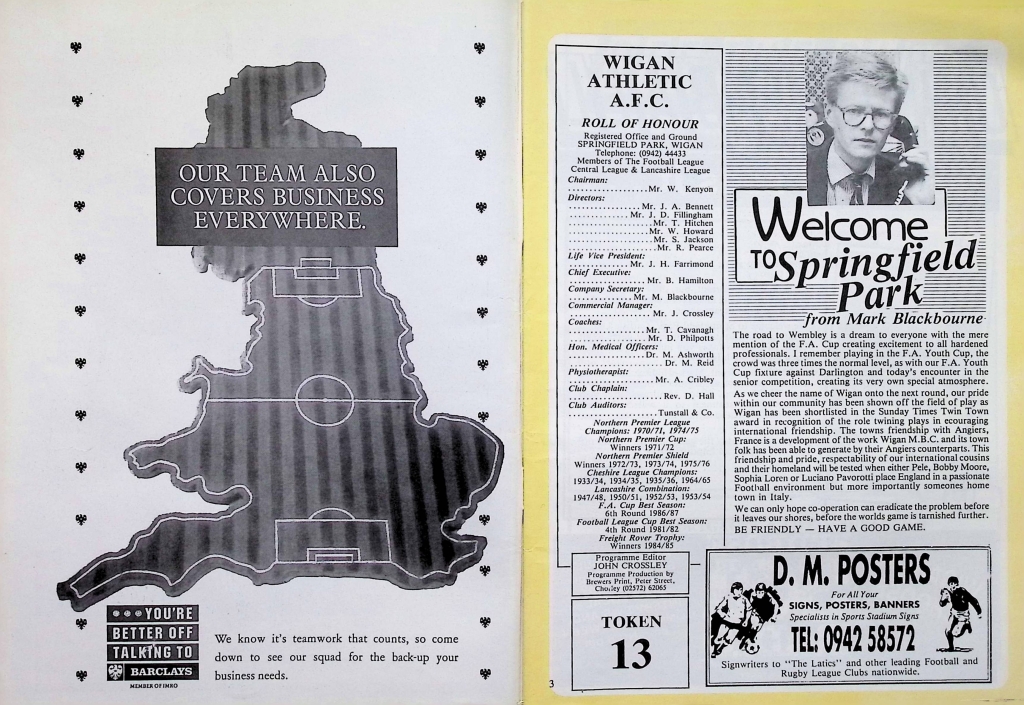 OUR TEAM ALSO
COVERS BUSINESS
EVERYWHERE.
YOU'RE
BETTER OFF
TALKING TO
BARCLAYS
MEMBER OF IMRO
We know it's teamwork that counts, so come
down to see our squad for the back-up your
business needs.
WIGAN
ATHLETIC
A.F.C.
ROLL OF HONOUR
Registered Office and Ground
SPRINGFIELD PARK, WIGAN
Telephone: (0942) 44433
Members of The Football League
Central League & Lancashire League
Chairman:
....................Mr. W. Kenyon
Directors:
..................Mr. J. A. Bennett
...............Mr. J. D. Fillingham
.....................Mr. T. Hitchen
....................Mr. W. Howard
.....................Mr. S. Jackson
......................Mr. R. Pearce
Life Vice President:
...............Mr. J. H. Farrimond
Chief Executive:
....................Mr. B. Hamilton
Company Secretary:
................Mr. M. Blackbourne
Commercial Manager:
....................Mr. J. Crossley
Coaches:
...................Mr. T. Cavanagh
...................Mr. D. Philpotts
Hon. Medical Officers:
...................Dr. M. Ashworth
........................Dr. M. Reid
Physiotherapist:
.....................Mr. A. Cribley
Club Chaplain:
........................Rev. D. Hall
Club Auditors:
......................Tunstall & Co.
Northern Premier League
Champions: 1970/71, 1974/75
Northern Premier Cup:
Winners 1971/72
Northern Premier Shield
Winners 1972/73, 1973/74, 1975/76
Cheshire League Champions:
1933/34, 1934/35, 1935/36, 1964/65
Lancashire Combination:
1947/48, 1950/51, 1952/53, 1953/54
F.A. Cup Best Season:
6th Round 1986/87
Football League Cup Best Season:
4th Round 1981/82
Freight Rover Trophy:
Winners 1984/85
Programme Editor
JOHN CROSSLEY
Programme Production by
Brewers Print, Peter Street,
Chorley (02572) 62065
TOKEN
13
3
Welcome
TO Springfield
Park
from Mark Blackbourne
The road to Wembley is a dream to everyone with the mere
mention of the F.A. Cup creating excitement to all hardened
professionals. I remember playing in the F.A. Youth Cup, the
crowd was three times the normal level, as with our F.A. Youth
Cup fixture against Darlington and today's encounter in the
senior competition, creating its very own special atmosphere.
As we cheer the name of Wigan onto the next round, our pride
within our community has been shown off the field of play as
Wigan has been shortlisted in the Sunday Times Twin Town
award in recognition of the role twining plays in ecouraging
international friendship. The towns friendship with Angiers,
France is a development of the work Wigan M.B.C. and its town
folk has been able to generate by their Angiers counterparts. This
friendship and pride, respectability of our international cousins
and their homeland will be tested when either Pele, Bobby Moore,
Sophia Loren or Luciano Pavorotti place England in a passionate
Football environment but more importantly someones home
town in Italy.
We can only hope co-operation can eradicate the problem before
it leaves our shores, before the worlds game is tarnished further.
BE FRIENDLY — HAVE A GOOD GAME.
D. M. POSTERS
For All Your
SIGNS, POSTERS, BANNERS
Specialists in Sports Stadium Signs
TEL: 0942 58572
Signwriters to "The Latics" and other leading Football and
Rugby League Clubs nationwide.